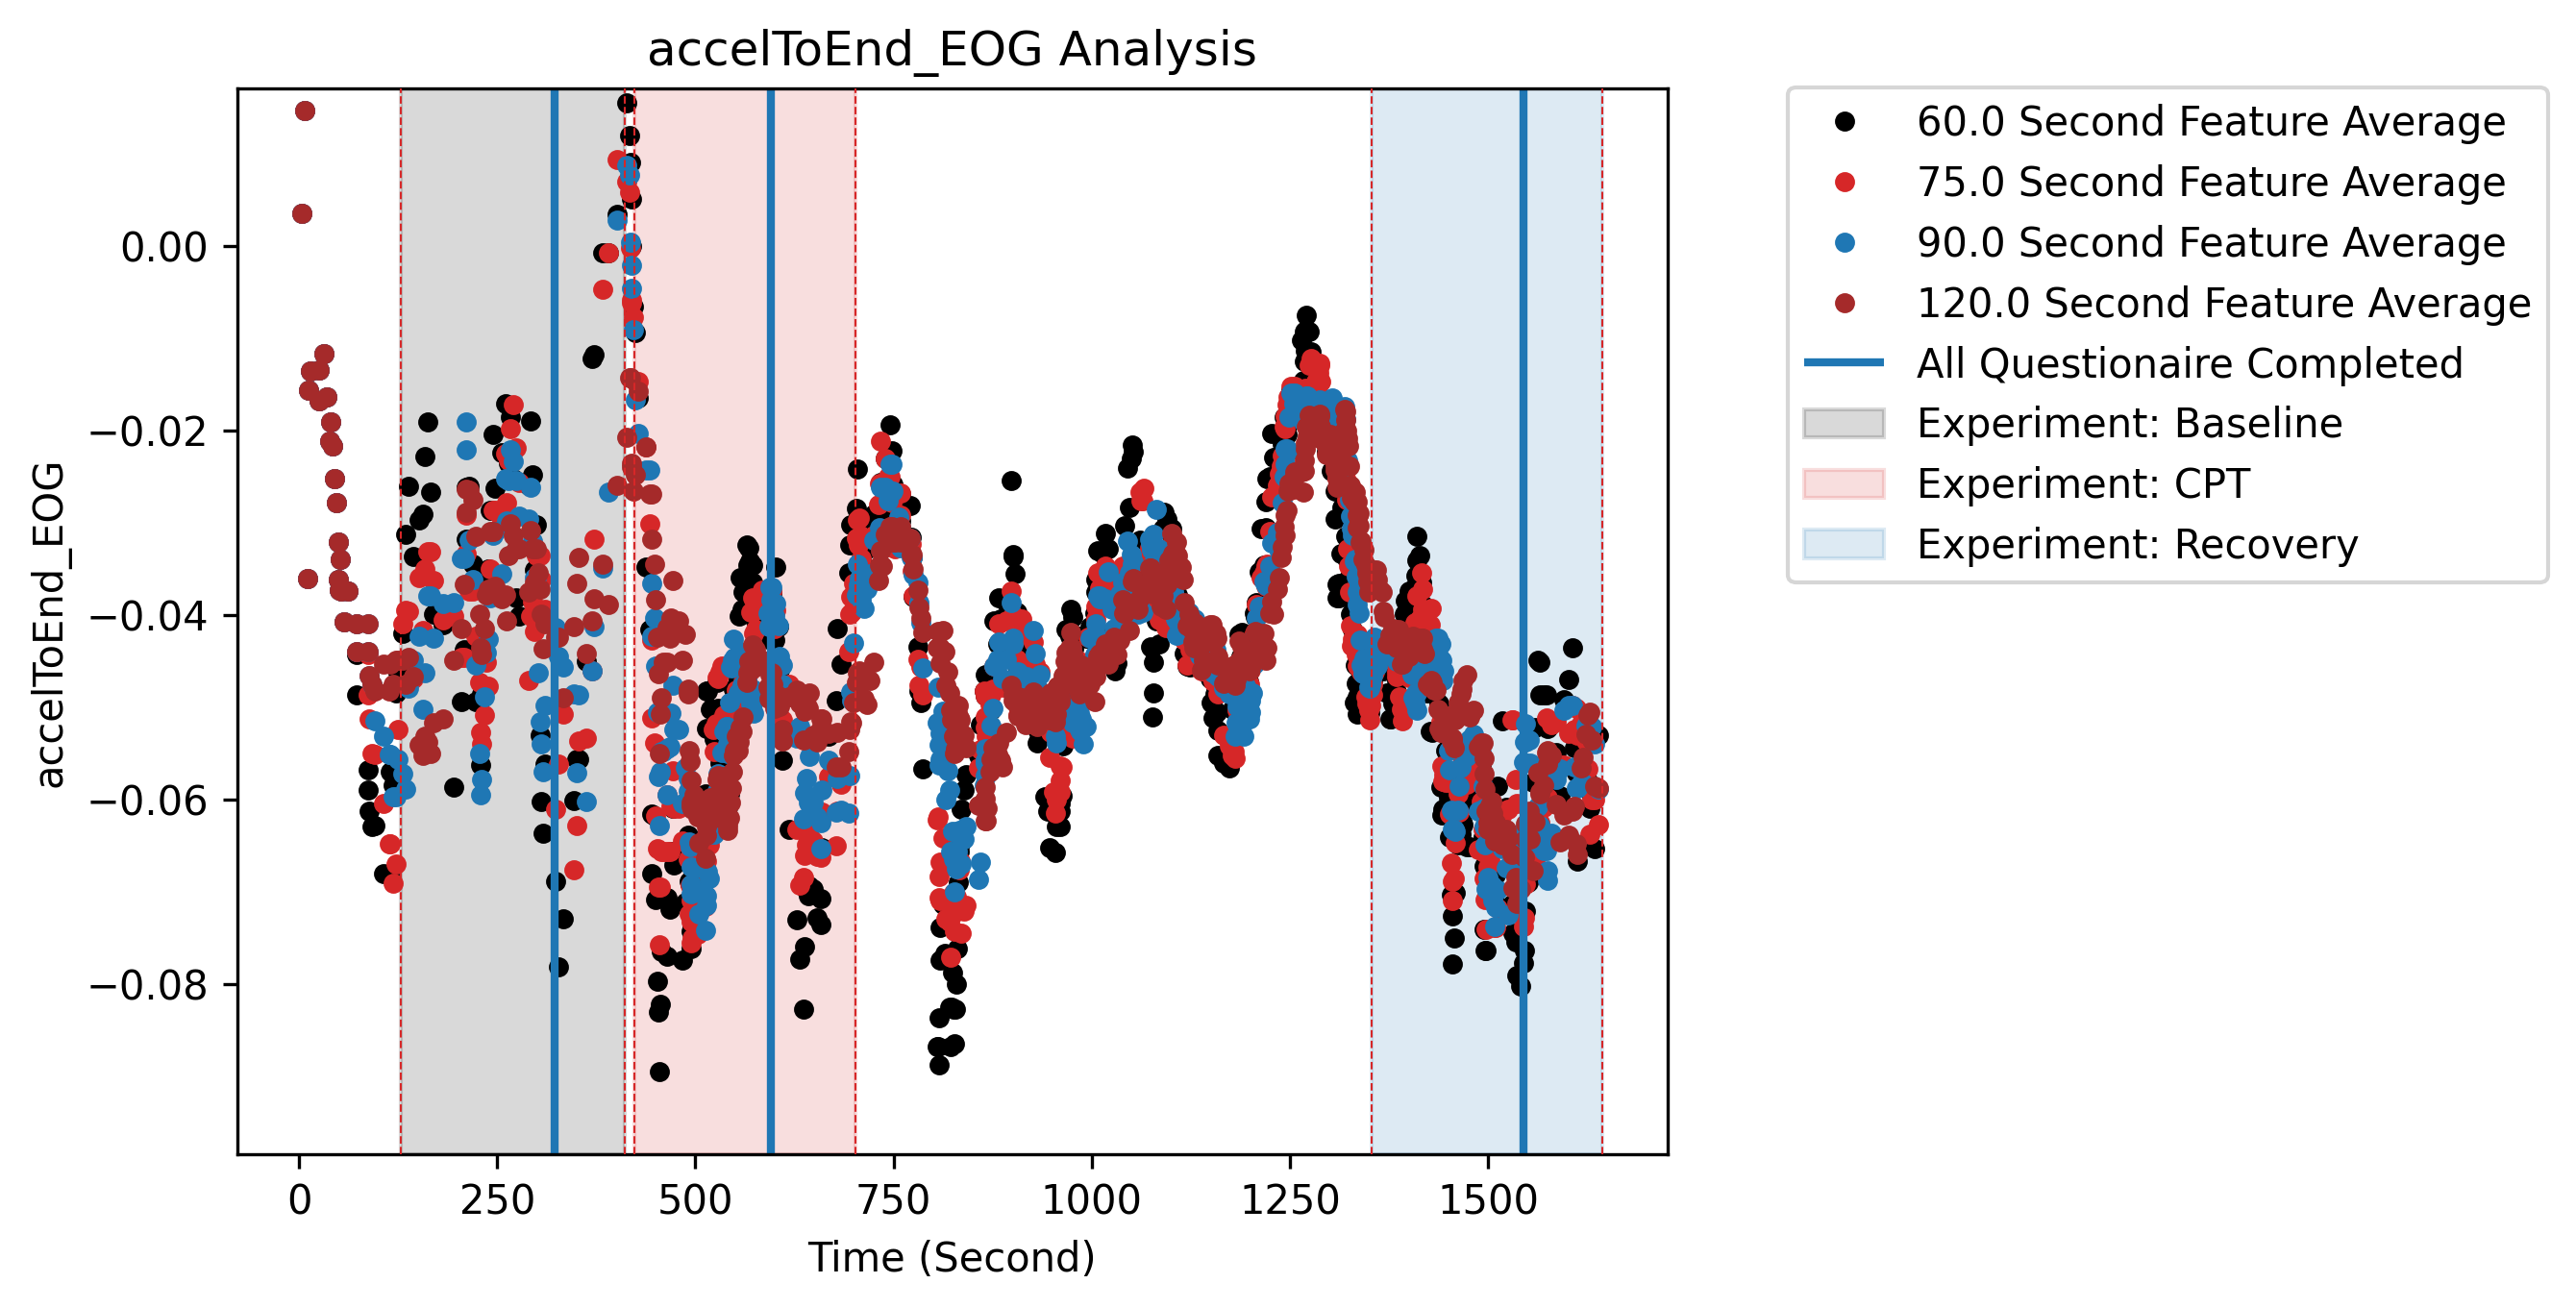 accelToEnd_EOG Analysis
accelToEnd_EOG
0.00
−0.02
−0.04
−0.06
−0.08
0 250 500 750 1000 1250 1500
Time (Second)
60.0 Second Feature Average
75.0 Second Feature Average
90.0 Second Feature Average
120.0 Second Feature Average
All Questionaire Completed
Experiment: Baseline
Experiment: CPT
Experiment: Recovery